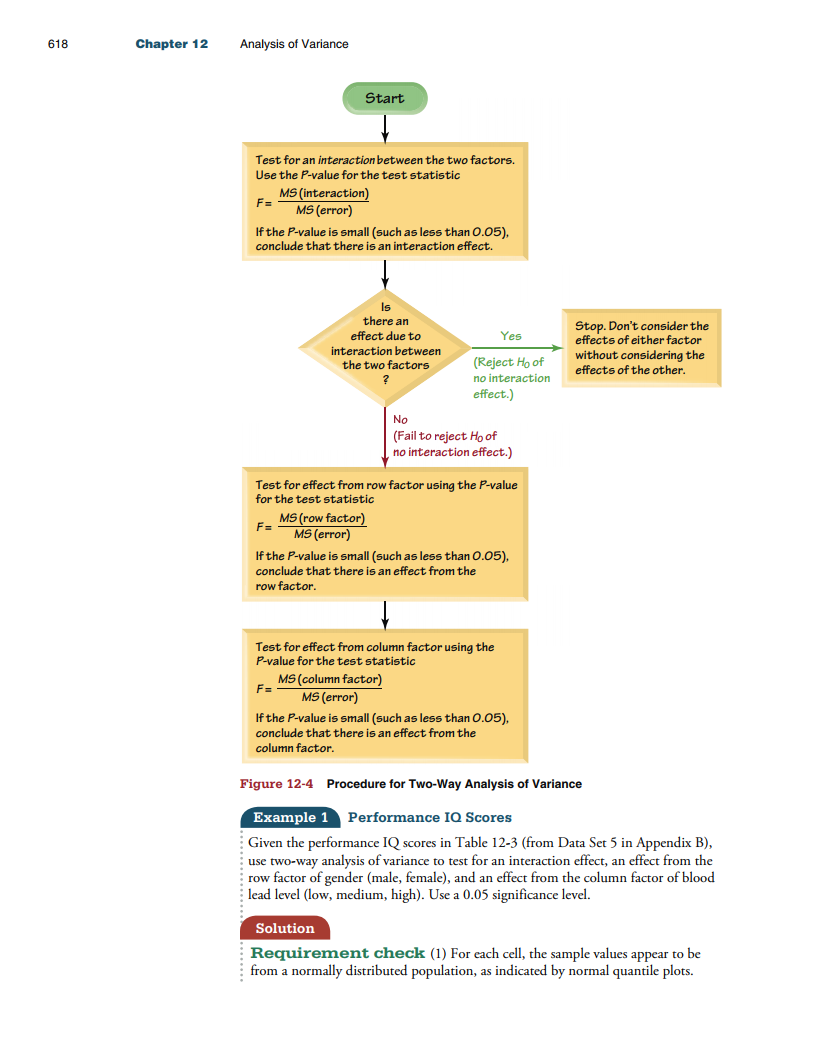 618 Chapter 12 Analysis of Variance
Start
Test for an interaction between the two factors.
Use the P-value for the test statistic
F = MS (interaction)
MS (error)
If the P-value is small (such as less than 0.05),
conclude that there is an interaction effect.
Is
there an
effect due to
interaction between
the two factors
?
Yes
(Reject H0 of
no interaction
effect.)
Stop. Don't consider the
effects of either factor
without considering the
effects of the other.
No
(Fail to reject H0 of
no interaction effect.)
Test for effect from row factor using the P-value
for the test statistic
F = MS (row factor)
MS (error)
If the P-value is small (such as less than 0.05),
conclude that there is an effect from the
row factor.
Test for effect from column factor using the
P-value for the test statistic
F = MS (column factor)
MS (error)
If the P-value is small (such as less than 0.05),
conclude that there is an effect from the
column factor.
Figure 12-4 Procedure for Two-Way Analysis of Variance
Example 1 Performance IQ Scores
Given the performance IQ scores in Table 12-3 (from Data Set 5 in Appendix B),
use two-way analysis of variance to test for an interaction effect, an effect from the
row factor of gender (male, female), and an effect from the column factor of blood
lead level (low, medium, high). Use a 0.05 significance level.
Solution
Requirement check (1) For each cell, the sample values appear to be
from a normally distributed population, as indicated by normal quantile plots.